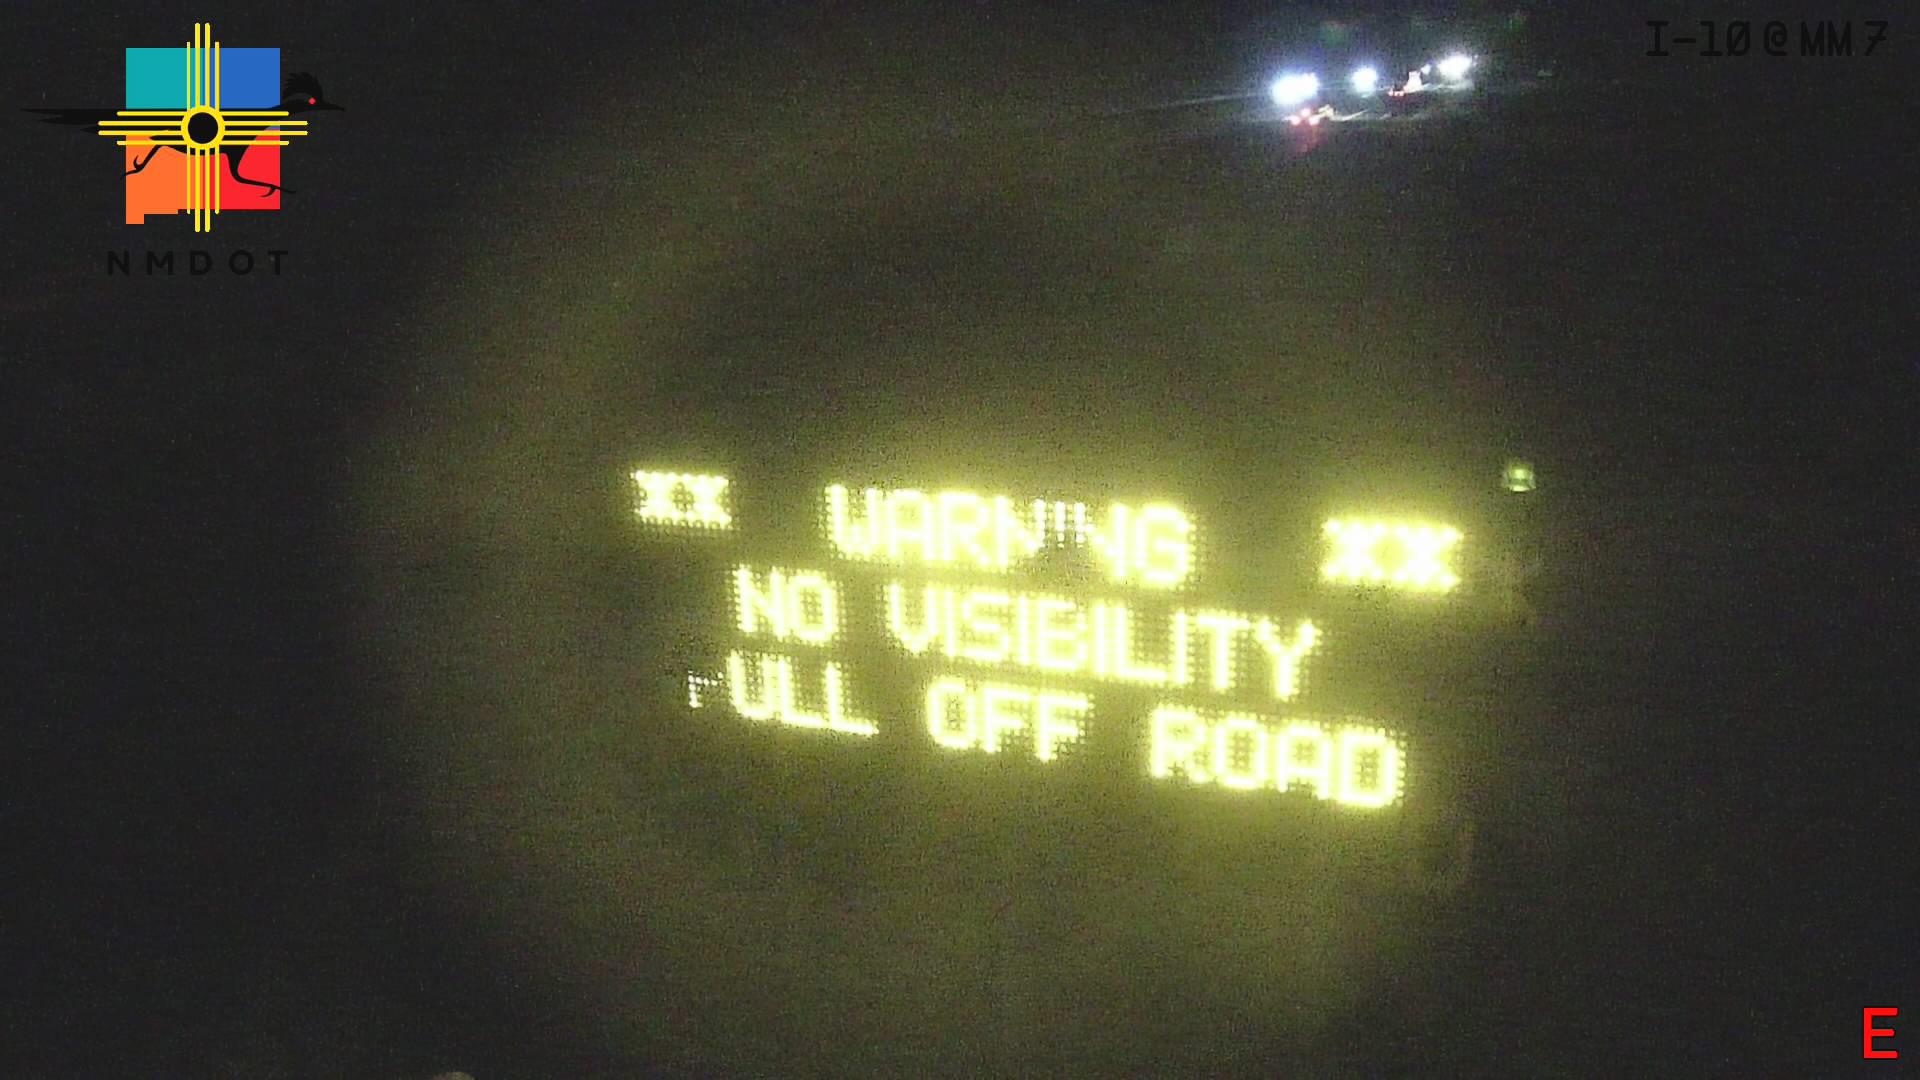 I-10 @ MM 7
NMDOT
XX WARNING XX
NO VISIBILITY
PULL OFF ROAD
E